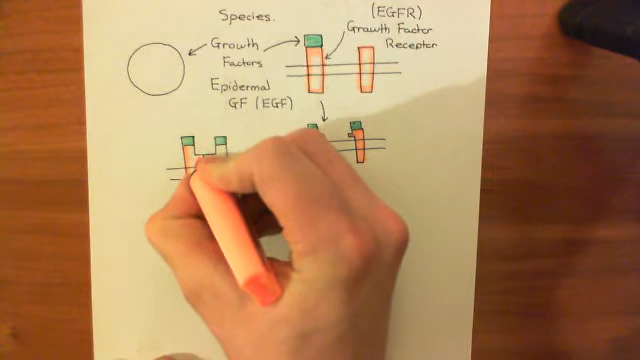 Species.
Growth
Factors
Epidermal
GF (EGF)
(EGFR)
Growth Factor
Receptor